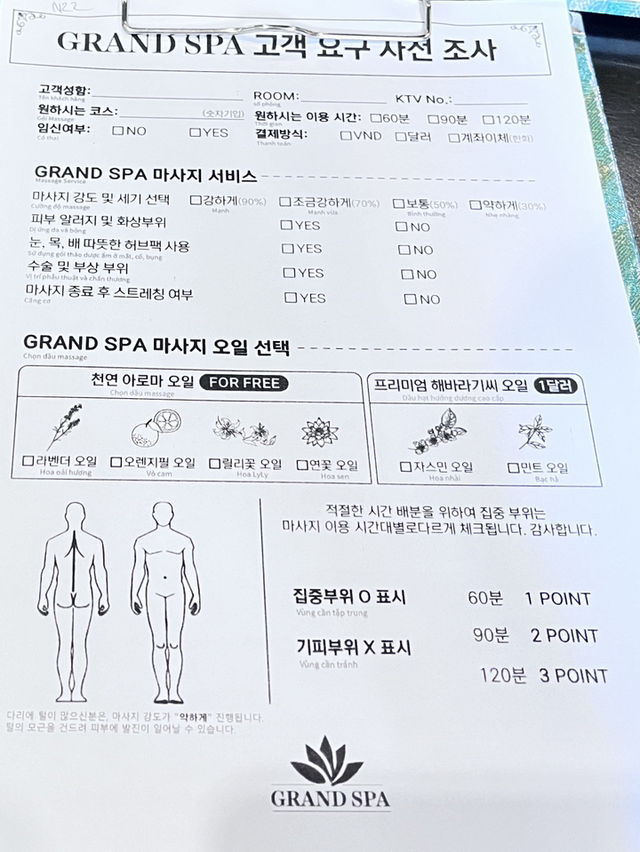 N22
GRAND SPA 고객 요구 사전 조사
고객성함: ROOM: KTV No.:
Tên khách hàng số phòng
원하시는 코스: (숫자기입) 원하시는 이용 시간: □60분 □90분 □120분
Gói Massage Thời gian
임신여부: □NO □YES 결제방식: □VND □달러 □계좌이체(한화)
Có thai Thanh toán
GRAND SPA 마사지 서비스
Massage Service
마사지 강도 및 세기 선택 □강하게(90%) □조금강하게(70%) □보통(50%) □약하게(30%)
Cường độ massage Mạnh Mạnh vừa Bình thường Nhẹ nhàng
피부 알러지 및 화상부위 □YES □NO
Dị ứng da và bỏng
눈, 목, 배 따뜻한 허브팩 사용 □YES □NO
Sử dụng gói thảo dược ấm ở mắt, cổ, bụng
수술 및 부상 부위 □YES □NO
Vị trí phẫu thuật và chấn thương
마사지 종료 후 스트레칭 여부 □YES □NO
Căng cơ
GRAND SPA 마사지 오일 선택
Chọn dầu massage
천연 아로마 오일 FOR FREE 프리미엄 해바라기씨 오일 1달러
Chọn dầu massage Dầu hạt hướng dương cao cấp
□라벤더 오일 □오렌지필 오일 □릴리꽃 오일 □연꽃 오일 □자스민 오일 □민트 오일
Hoa oải hương Vỏ cam Hoa LyLy Hoa sen Hoa nhài Bạc hà
적절한 시간 배분을 위하여 집중 부위는
마사지 이용 시간대별로다르게 체크됩니다. 감사합니다.
집중부위 O 표시 60분 1 POINT
Vùng cần tập trung
90분 2 POINT
기피부위 X 표시
Vùng cần tránh
120분 3 POINT
다리에 털이 많으신분은, 마사지 강도가 "약하게" 진행됩니다.
털의 모근을 건드려 피부에 발진이 일어날 수 있습니다.
GRAND SPA